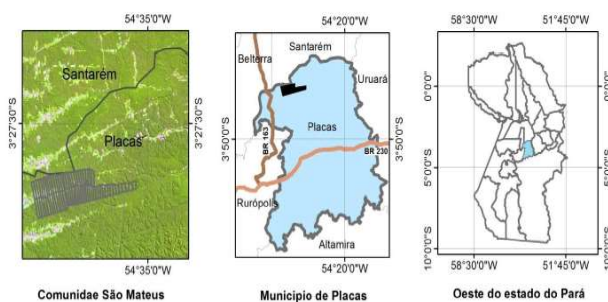 54°35'0"W
Santarém
Placas
3°27'30"S
3°27'30"S
54°35'0"W
Comunidae São Mateus
54°20'0"W
Santarém
Belterra
Uruará
Placas
BR 163
BR 230
3°50'0"S
3°50'0"S
Rurópolis
Altamira
54°20'0"W
Municipio de Placas
58°30'0"W
51°45'0"W
0°0'0"
0°0'0"
5°0'0"S
5°0'0"S
10°0'0"S
10°0'0"S
58°30'0"W
51°45'0"W
Oeste do estado do Pará